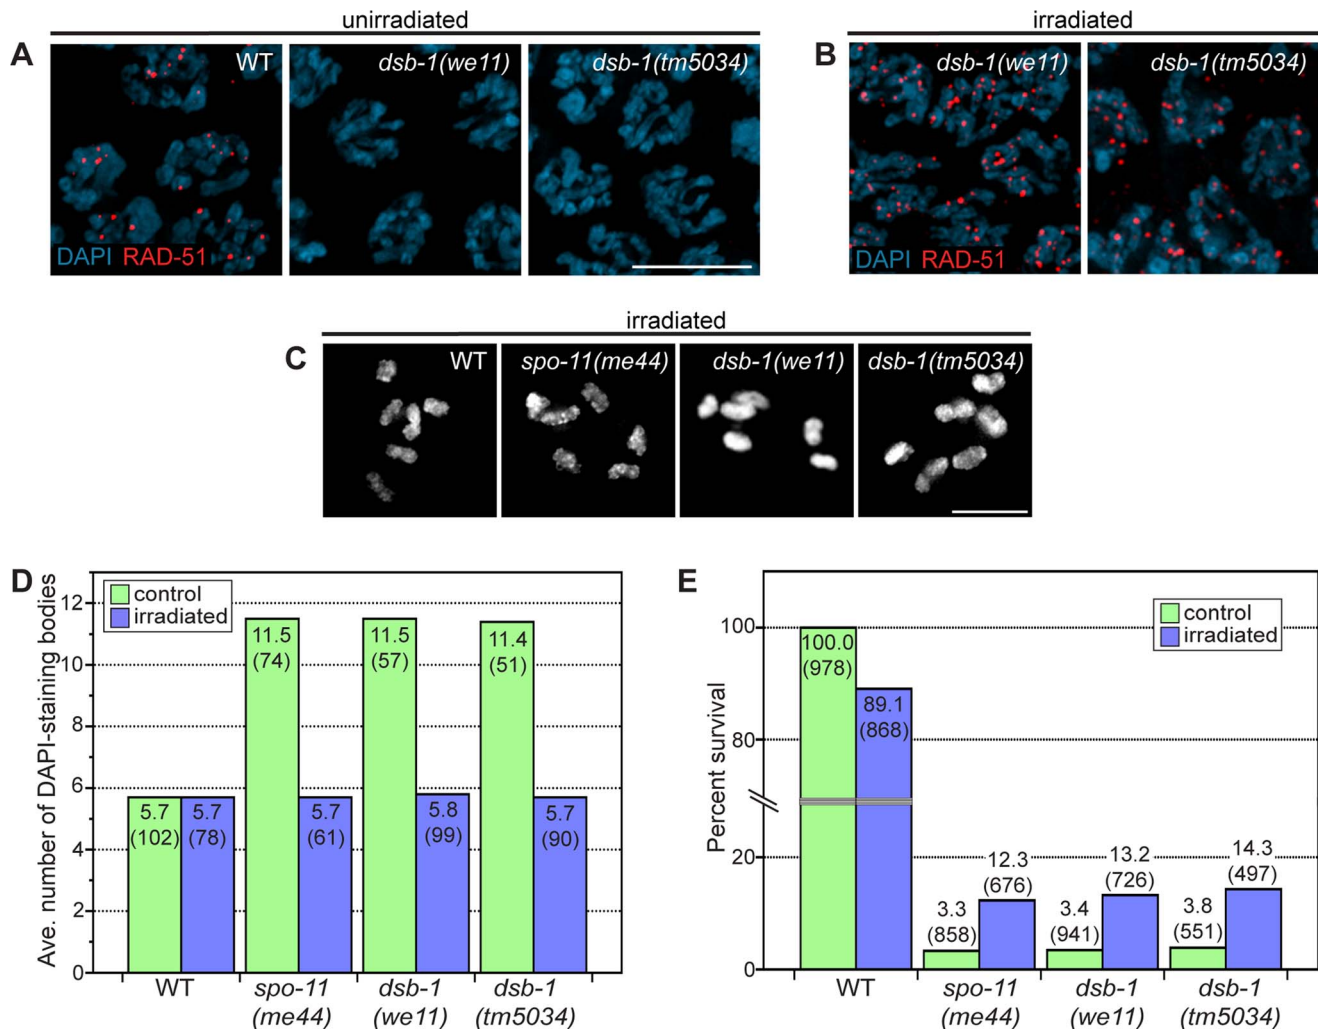 unirradiated
irradiated
A
WT
dsb-1(we11)
dsb-1(tm5034)
DAPI RAD-51
B
dsb-1(we11)
dsb-1(tm5034)
DAPI RAD-51
irradiated
C
WT
spo-11(me44)
dsb-1(we11)
dsb-1(tm5034)
D
Ave. number of DAPI-staining bodies
12
10
8
6
4
2
0
control
irradiated
5.7
(102)
5.7
(78)
11.5
(74)
5.7
(61)
11.5
(57)
5.8
(99)
11.4
(51)
5.7
(90)
WT
spo-11
(me44)
dsb-1
(we11)
dsb-1
(tm5034)
E
Percent survival
100
80
20
0
control
irradiated
100.0
(978)
89.1
(868)
3.3
(858)
12.3
(676)
3.4
(941)
13.2
(726)
3.8
(551)
14.3
(497)
WT
spo-11
(me44)
dsb-1
(we11)
dsb-1
(tm5034)